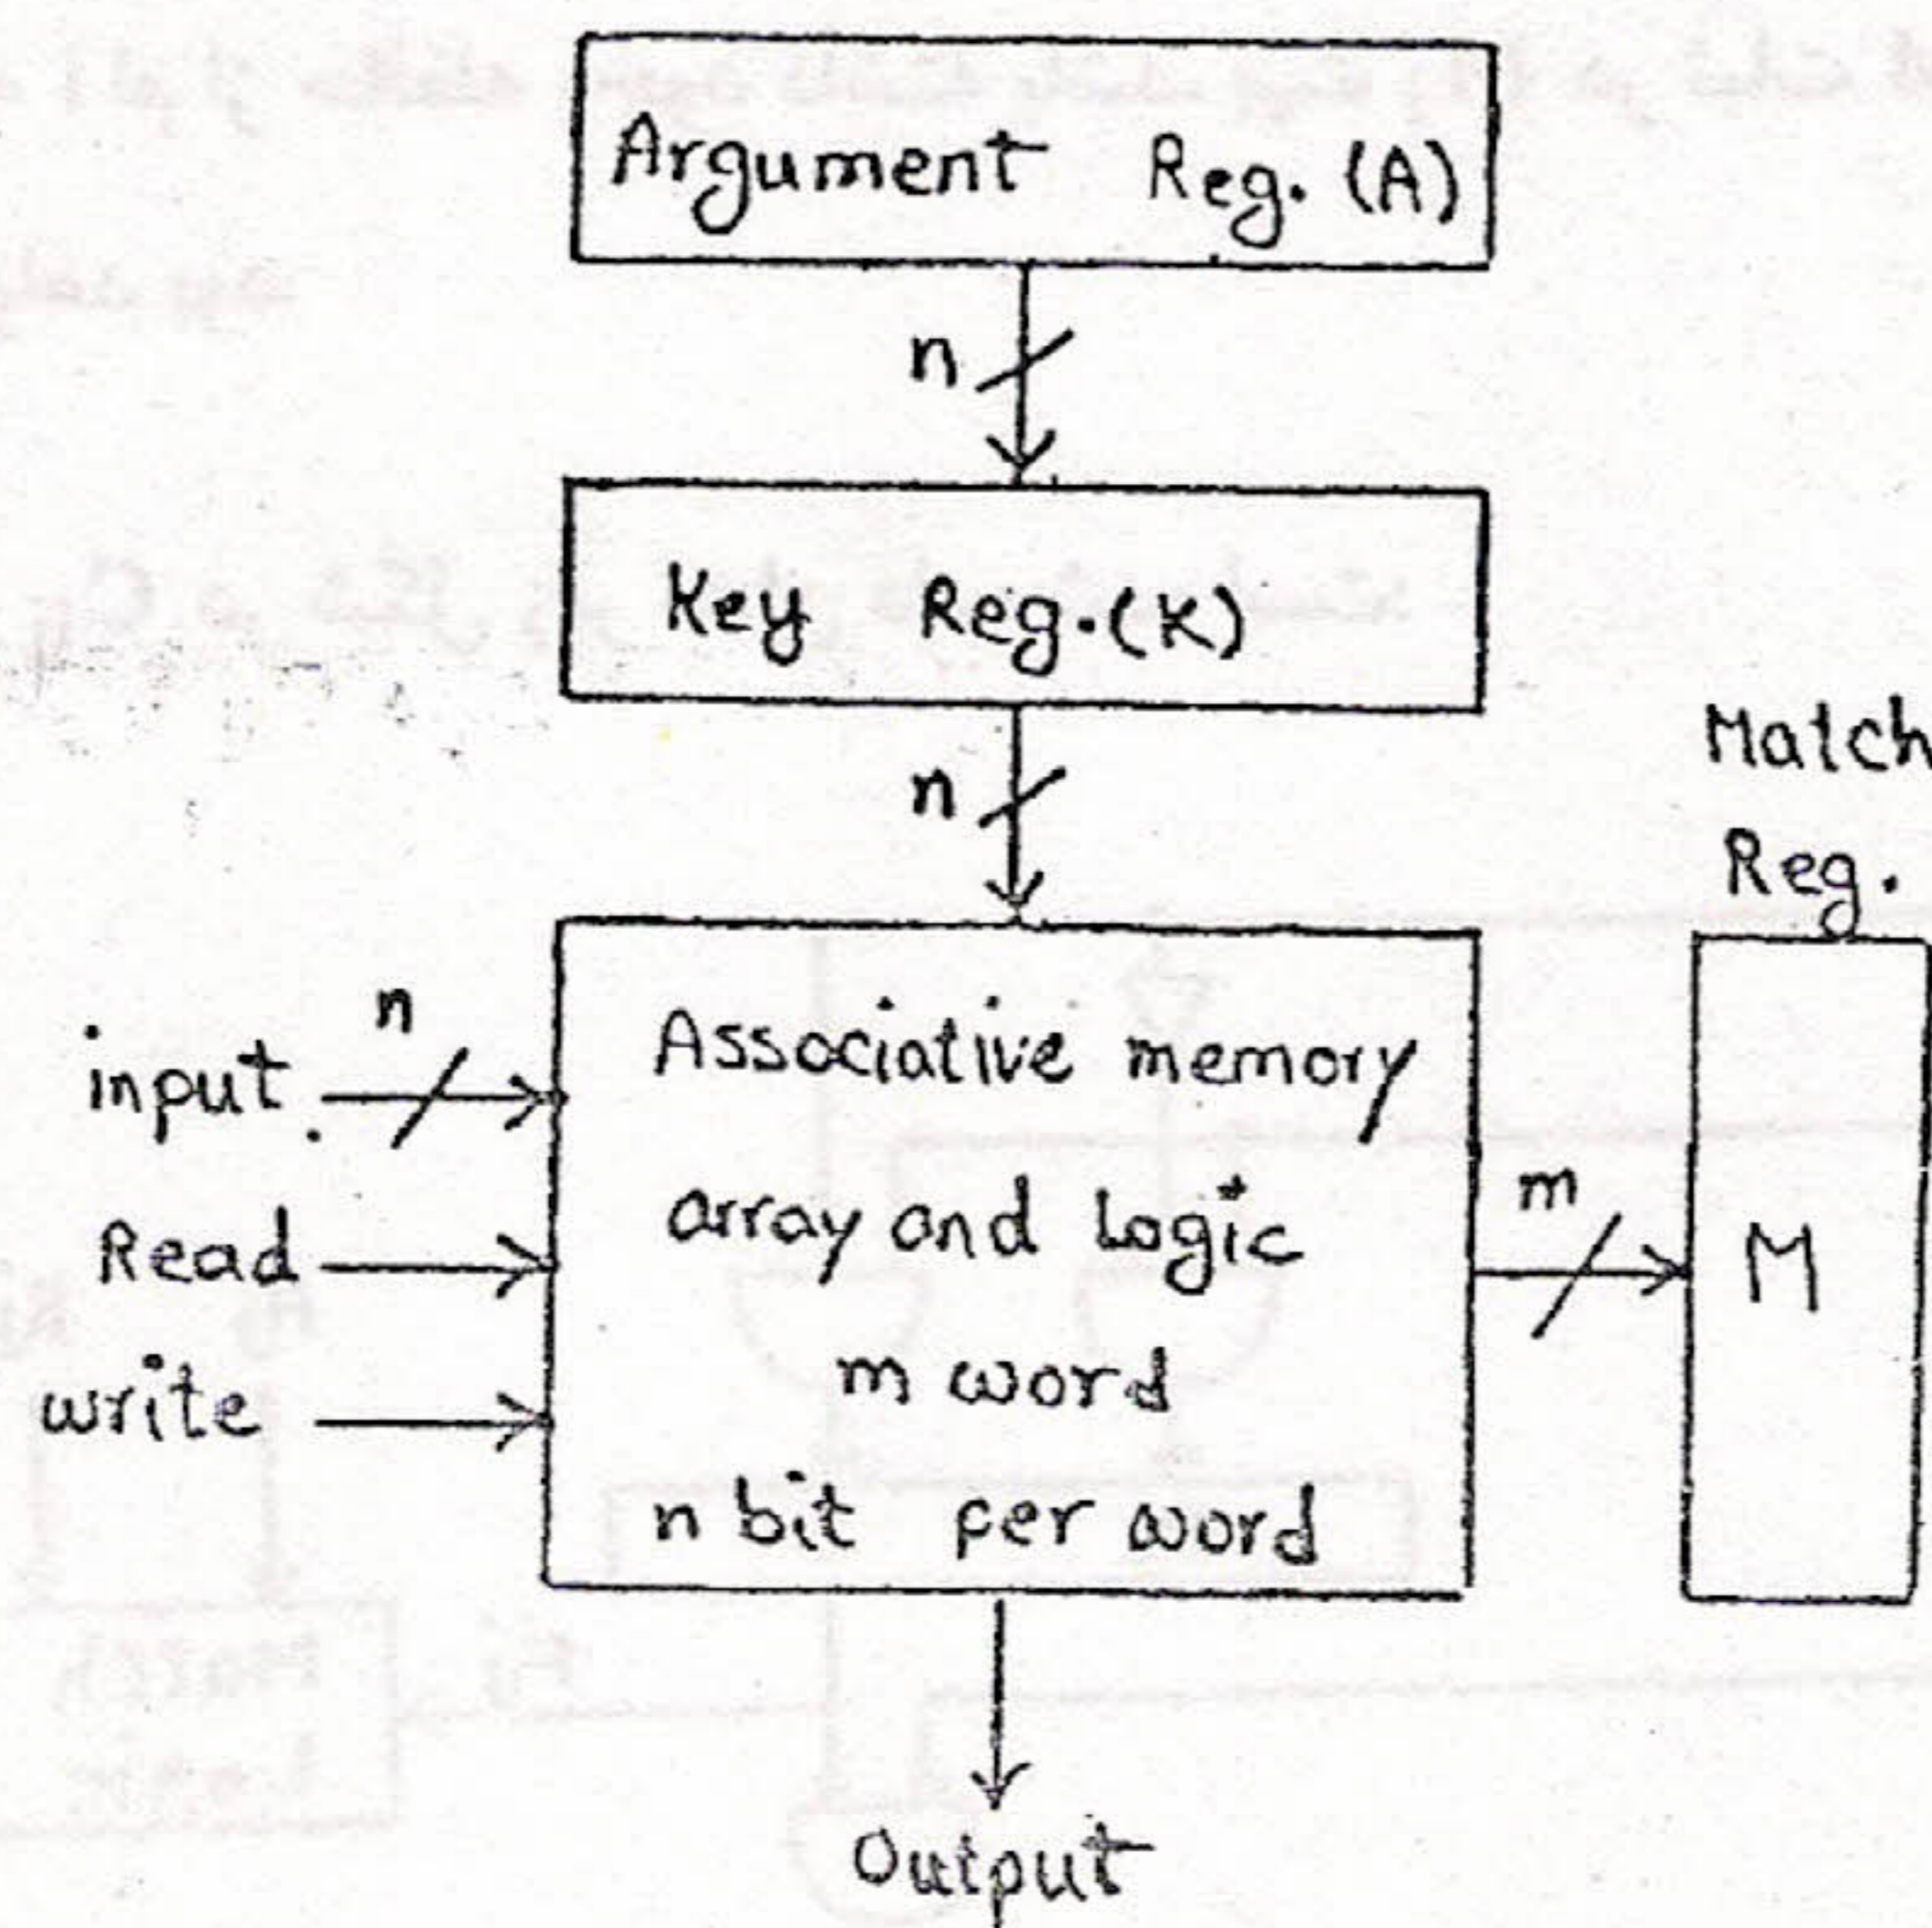 Argument Reg. (A)
n
Key Reg. (K)
n
Match
Reg.
input
n
Read
write
Associative memory
array and Logic
m word
n bit per word
m
M
Output